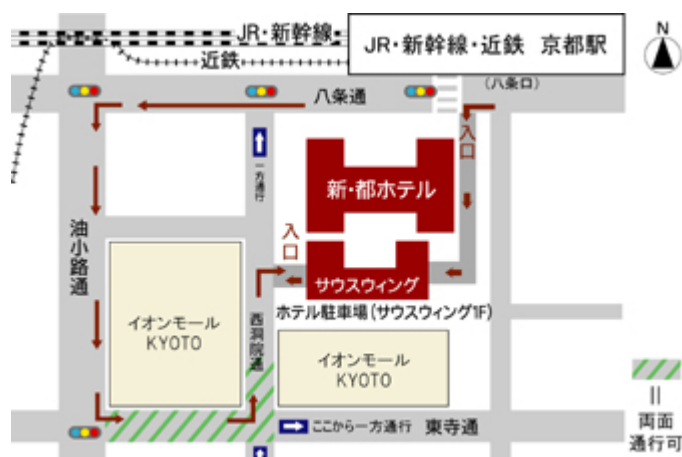 JR・新幹線
近鉄
JR・新幹線・近鉄 京都駅
N
(八条口)
八条通
入口
一方通行
新・都ホテル
油小路通
入口
サウスウィング
ホテル駐車場(サウスウィング1F)
イオンモール
KYOTO
西洞院通
イオンモール
KYOTO
ここから一方通行
東寺通
両面
通行可